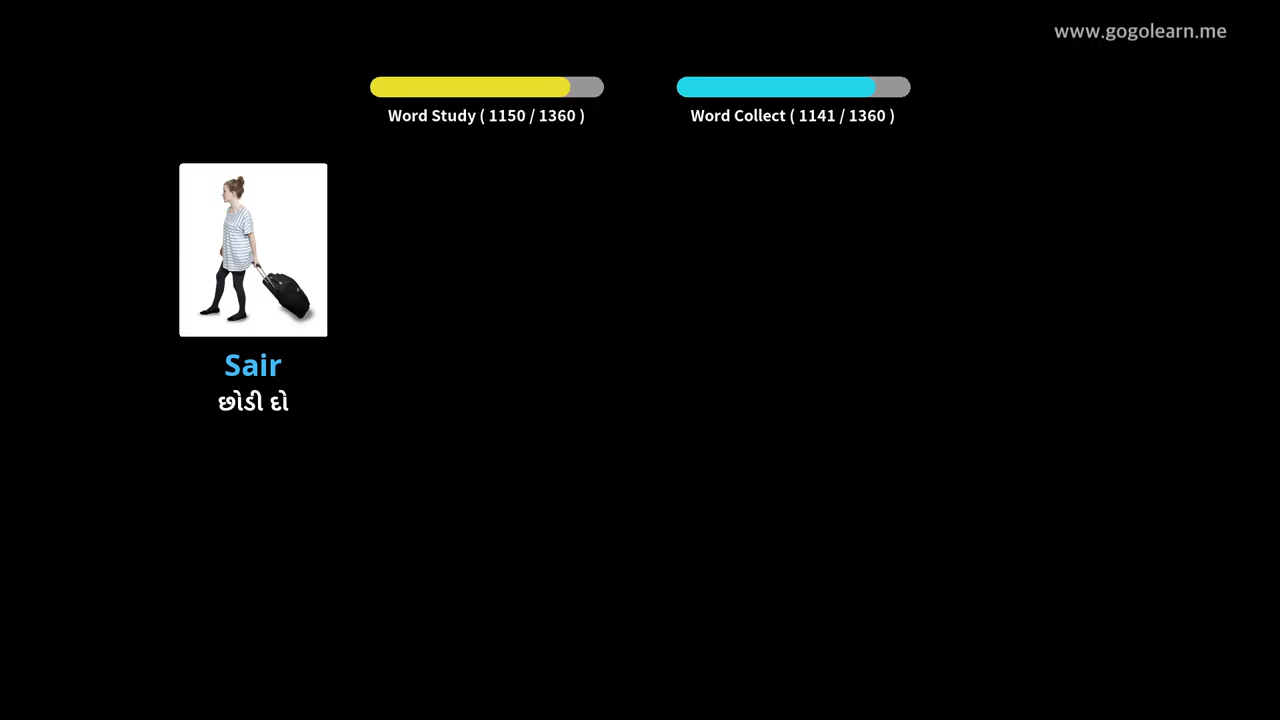 www.gogolearn.me
Word Study ( 1150 / 1360 )
Word Collect ( 1141 / 1360 )
Sair
છોડી દો